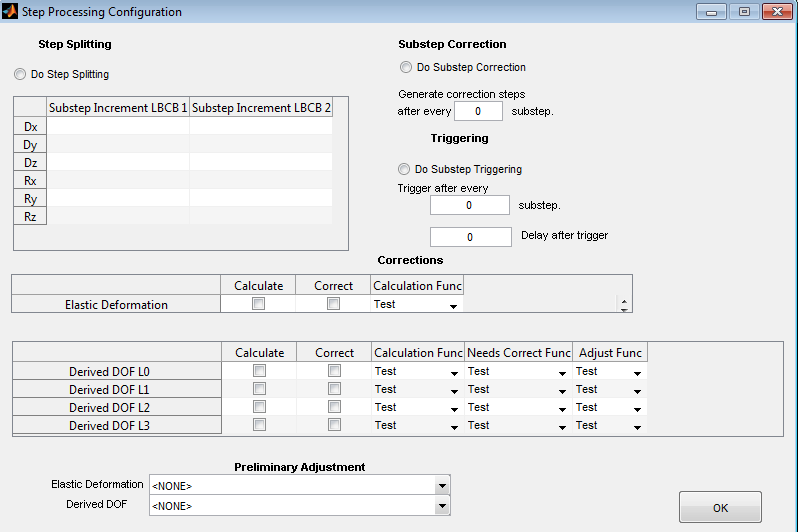 Step Processing Configuration
Step Splitting
Do Step Splitting
Substep Increment LBCB 1 Substep Increment LBCB 2
Dx
Dy
Dz
Rx
Ry
Rz
Substep Correction
Do Substep Correction
Generate correction steps
after every 0 substep.
Triggering
Do Substep Triggering
Trigger after every
0 substep.
0 Delay after trigger
Corrections
Calculate Correct Calculation Func
Elastic Deformation Test
Calculate Correct Calculation Func Needs Correct Func Adjust Func
Derived DOF L0 Test Test Test
Derived DOF L1 Test Test Test
Derived DOF L2 Test Test Test
Derived DOF L3 Test Test Test
Preliminary Adjustment
Elastic Deformation <NONE>
Derived DOF <NONE>
OK